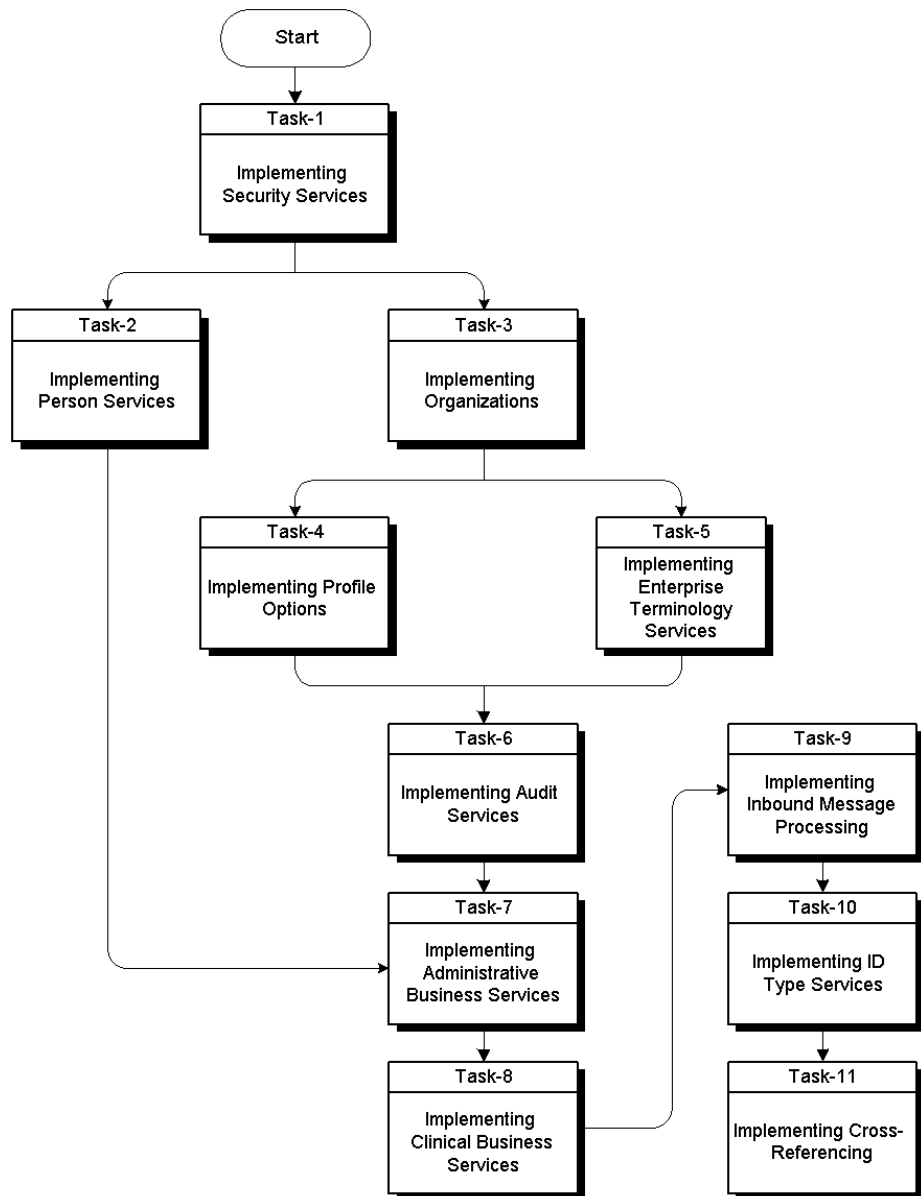 Start
Task-1
Implementing
Security Services
Task-2
Implementing
Person Services
Task-3
Implementing
Organizations
Task-4
Implementing Profile
Options
Task-5
Implementing
Enterprise
Terminology
Services
Task-6
Implementing Audit
Services
Task-7
Implementing
Administrative
Business Services
Task-8
Implementing
Clinical Business
Services
Task-9
Implementing
Inbound Message
Processing
Task-10
Implementing ID
Type Services
Task-11
Implementing Cross-
Referencing